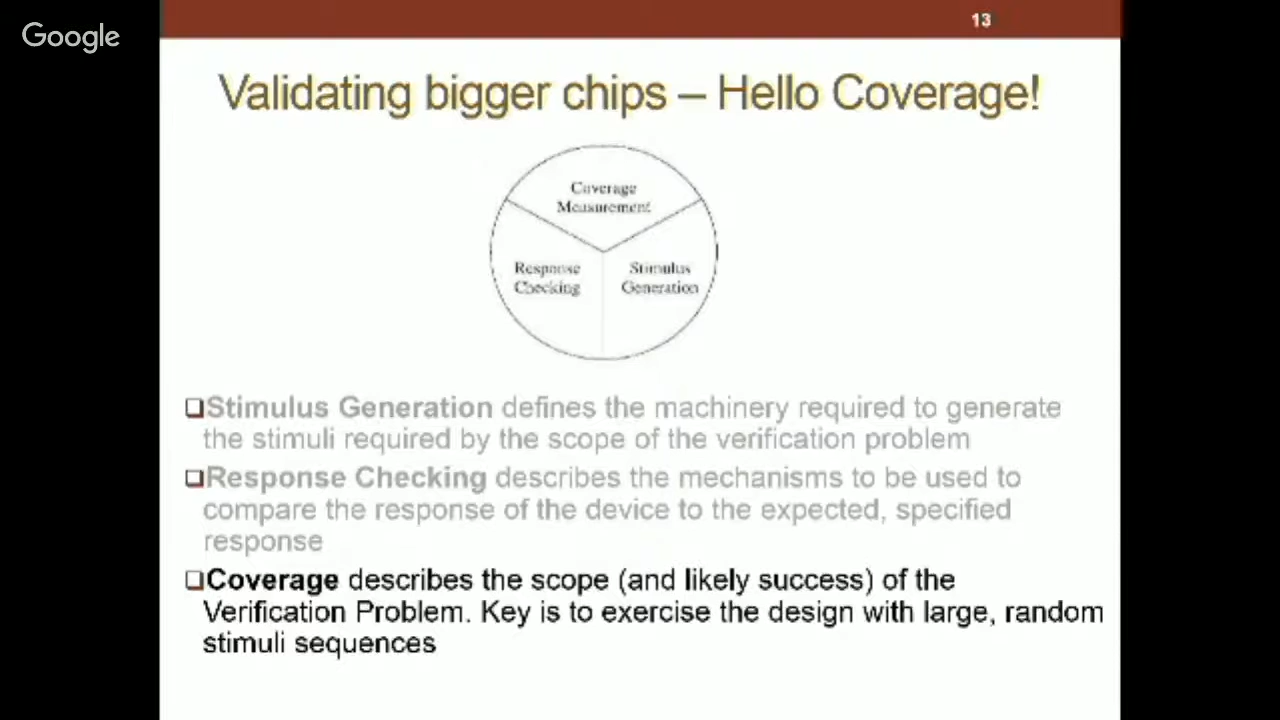 Google
13
Validating bigger chips – Hello Coverage!
Coverage
Measurement
Response
Checking
Stimulus
Generation
Stimulus Generation defines the machinery required to generate
the stimuli required by the scope of the verification problem
Response Checking describes the mechanisms to be used to
compare the response of the device to the expected, specified
response
Coverage describes the scope (and likely success) of the
Verification Problem. Key is to exercise the design with large, random
stimuli sequences